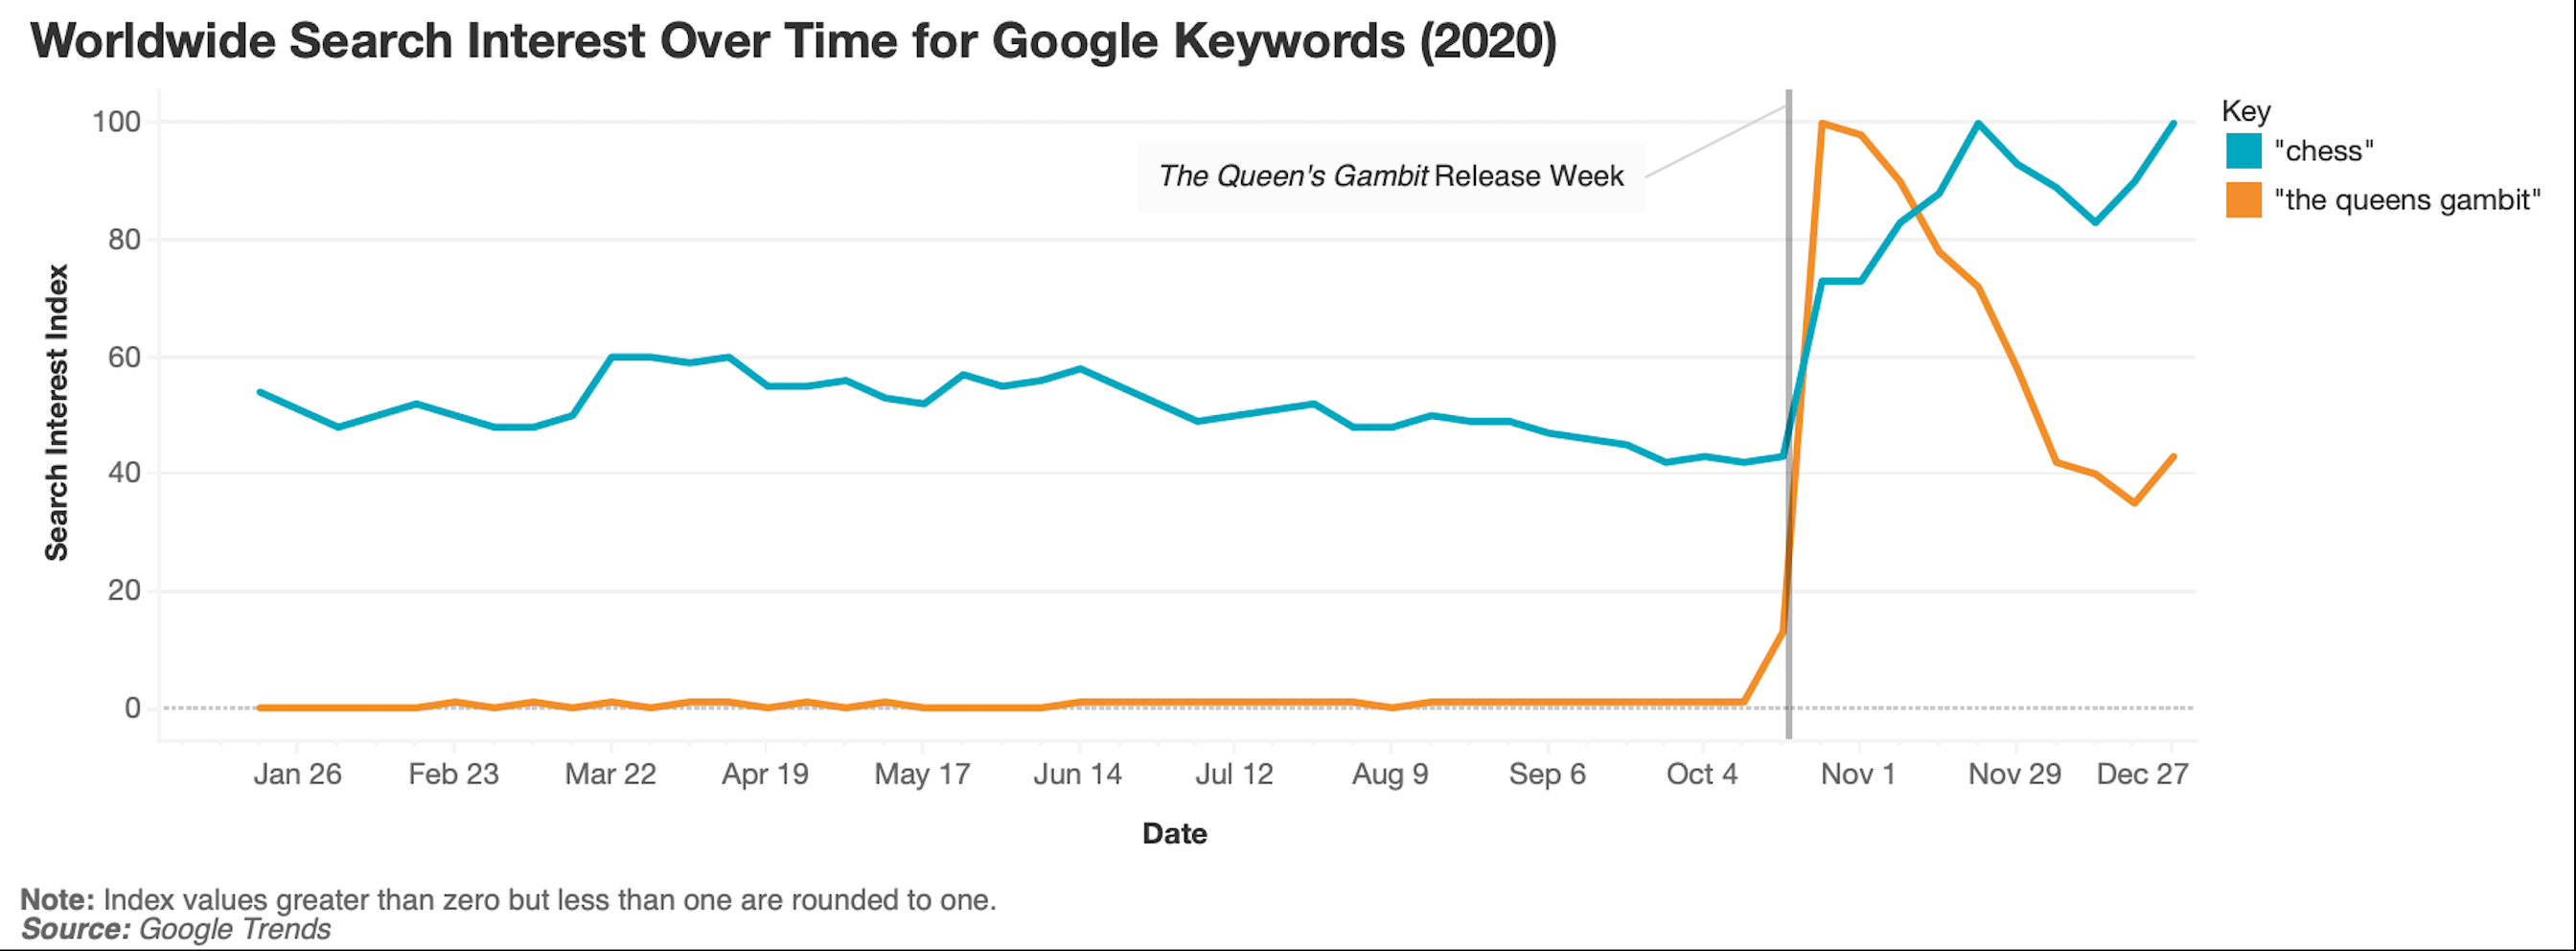 Worldwide Search Interest Over Time for Google Keywords (2020)
Key
"chess"
"the queens gambit"
The Queen's Gambit Release Week
Search Interest Index
100
80
60
40
20
0
Jan 26 Feb 23 Mar 22 Apr 19 May 17 Jun 14 Jul 12 Aug 9 Sep 6 Oct 4 Nov 1 Nov 29 Dec 27
Date
Note: Index values greater than zero but less than one are rounded to one.
Source: Google Trends